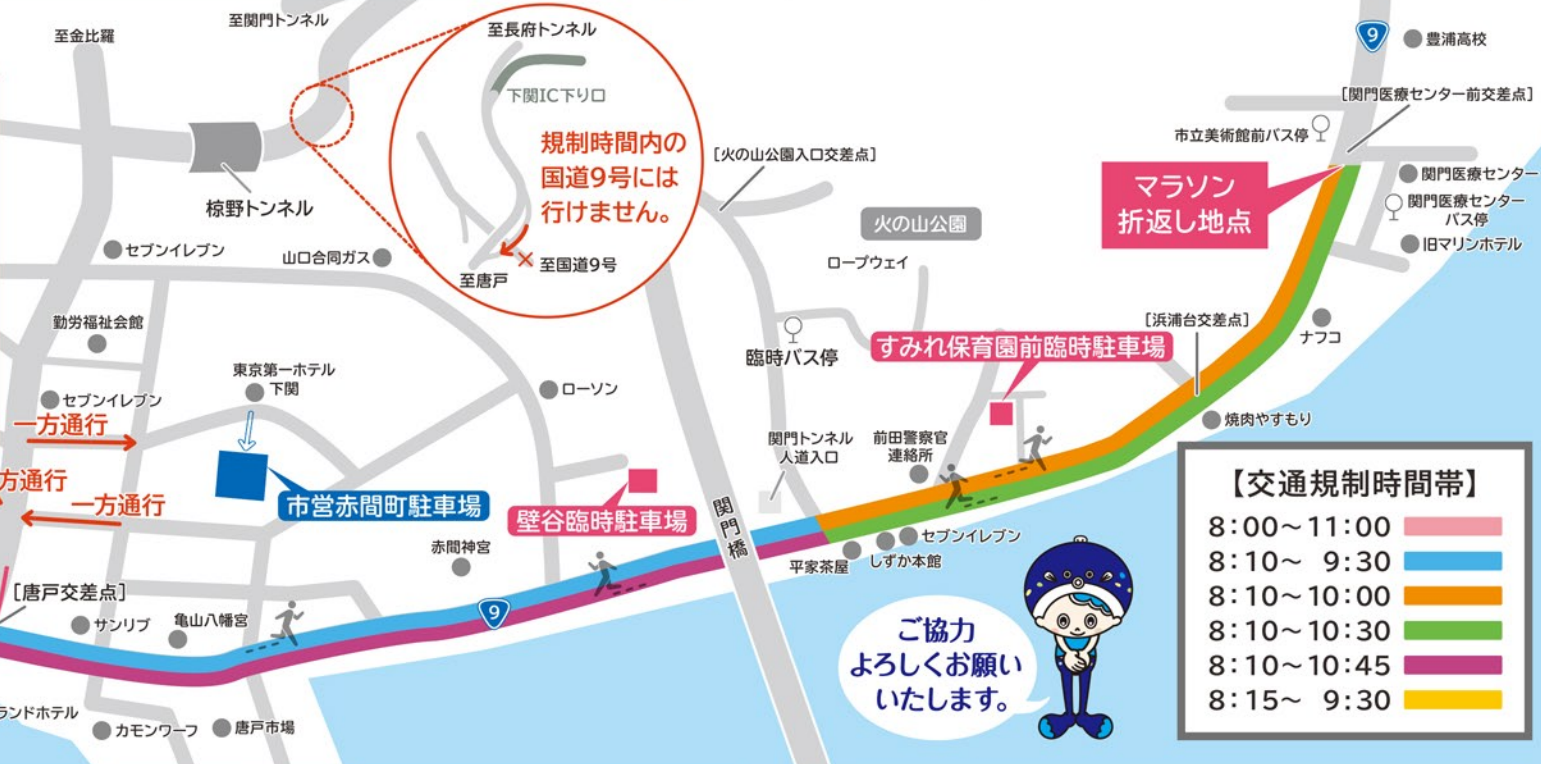 至金比羅
至関門トンネル
至長府トンネル
下関IC下り口
規制時間内の
国道9号には
行けません。
至国道9号
至唐戸
椋野トンネル
[火の山公園入口交差点]
火の山公園
ロープウェイ
9
豊浦高校
[関門医療センター前交差点]
市立美術館前バス停
マラソン
折返し地点
関門医療センター
関門医療センター
バス停
旧マリンホテル
セブンイレブン
山口合同ガス
勤労福祉会館
東京第一ホテル
下関
セブンイレブン
一方通行
方通行
一方通行
市営赤間町駐車場
ローソン
壁谷臨時駐車場
臨時バス停
すみれ保育園前臨時駐車場
[浜浦台交差点]
ナフコ
焼肉やすもり
関門トンネル
人道入口
前田警察官
連絡所
関門橋
赤間神宮
平家茶屋
しずか本館
セブンイレブン
[唐戸交差点]
サンリブ
亀山八幡宮
9
ランドホテル
カモンワーフ
唐戸市場
ご協力
よろしくお願い
いたします。
【交通規制時間帯】
8:00~11:00
8:10~ 9:30
8:10~10:00
8:10~10:30
8:10~10:45
8:15~ 9:30